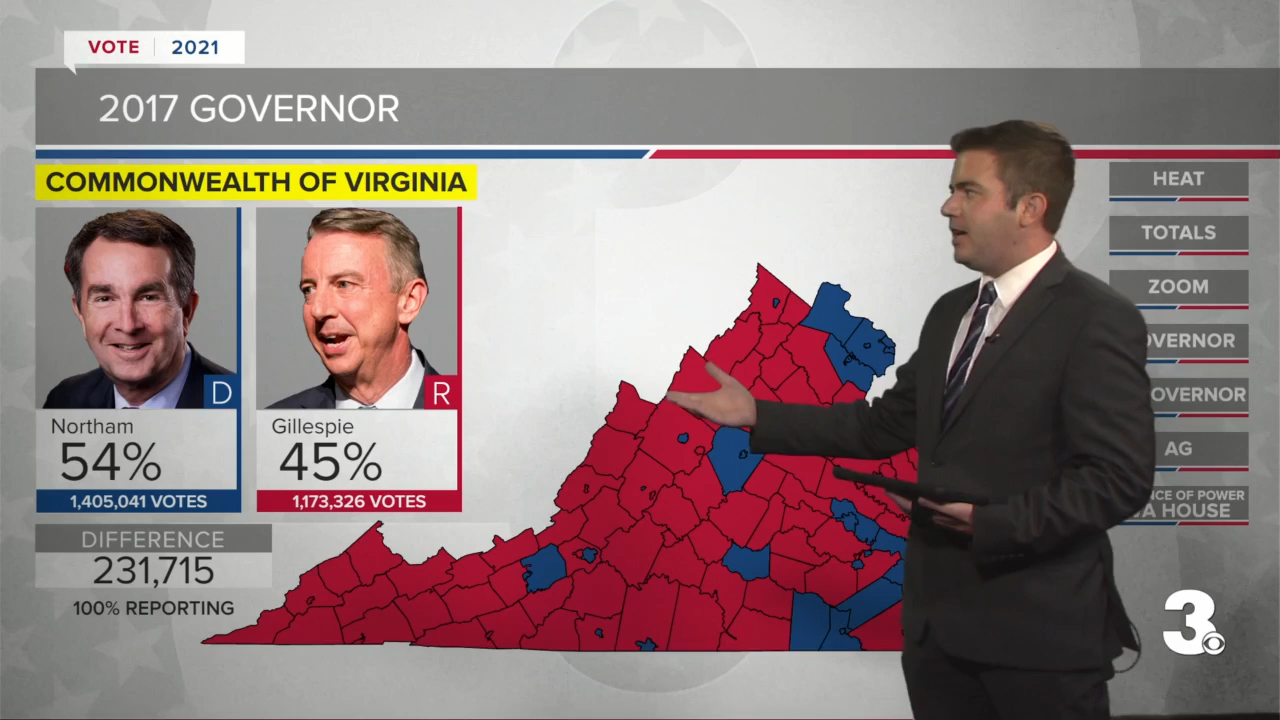 VOTE 2021
2017 GOVERNOR
COMMONWEALTH OF VIRGINIA
D
R
Northam
54%
1,405,041 VOTES
Gillespie
45%
1,173,326 VOTES
DIFFERENCE
231,715
100% REPORTING
HEAT
TOTALS
ZOOM
OVERNOR
OVERNOR
AG
NCE OF POWER
VA HOUSE
3